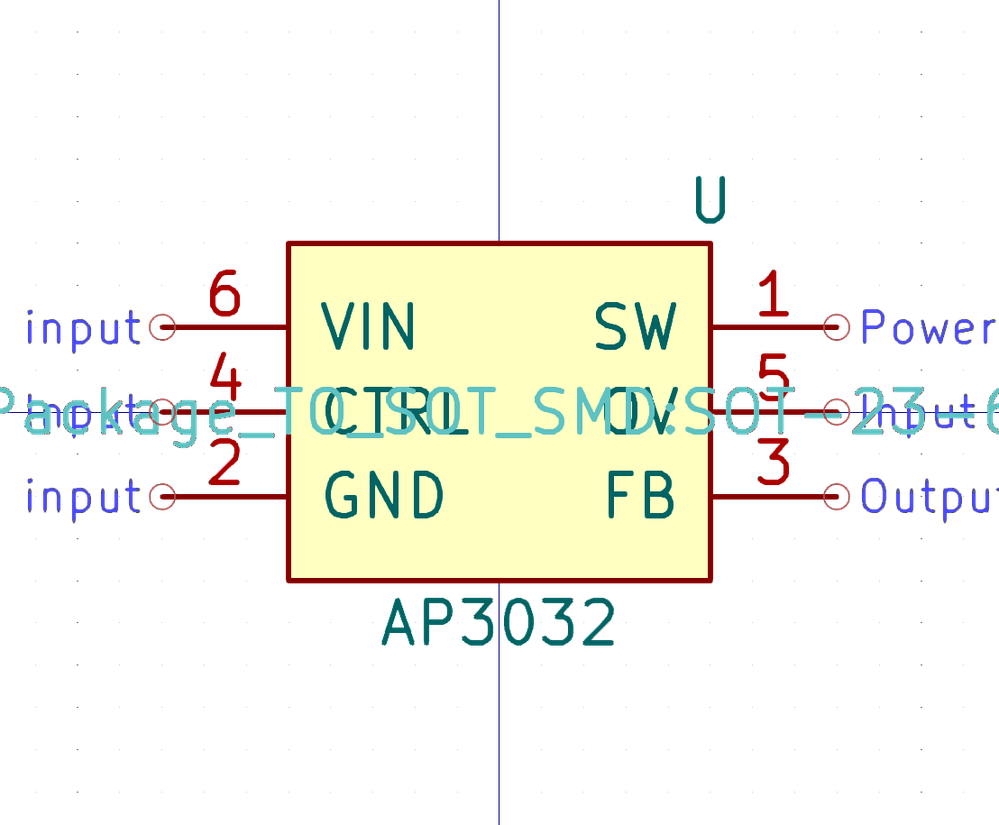 U
6 1
input VIN SW Power
4 5
Input CTRL OV Input
Package_TO_SOT_SMD:SOT-23-6
2 3
input GND FB Output
AP3032